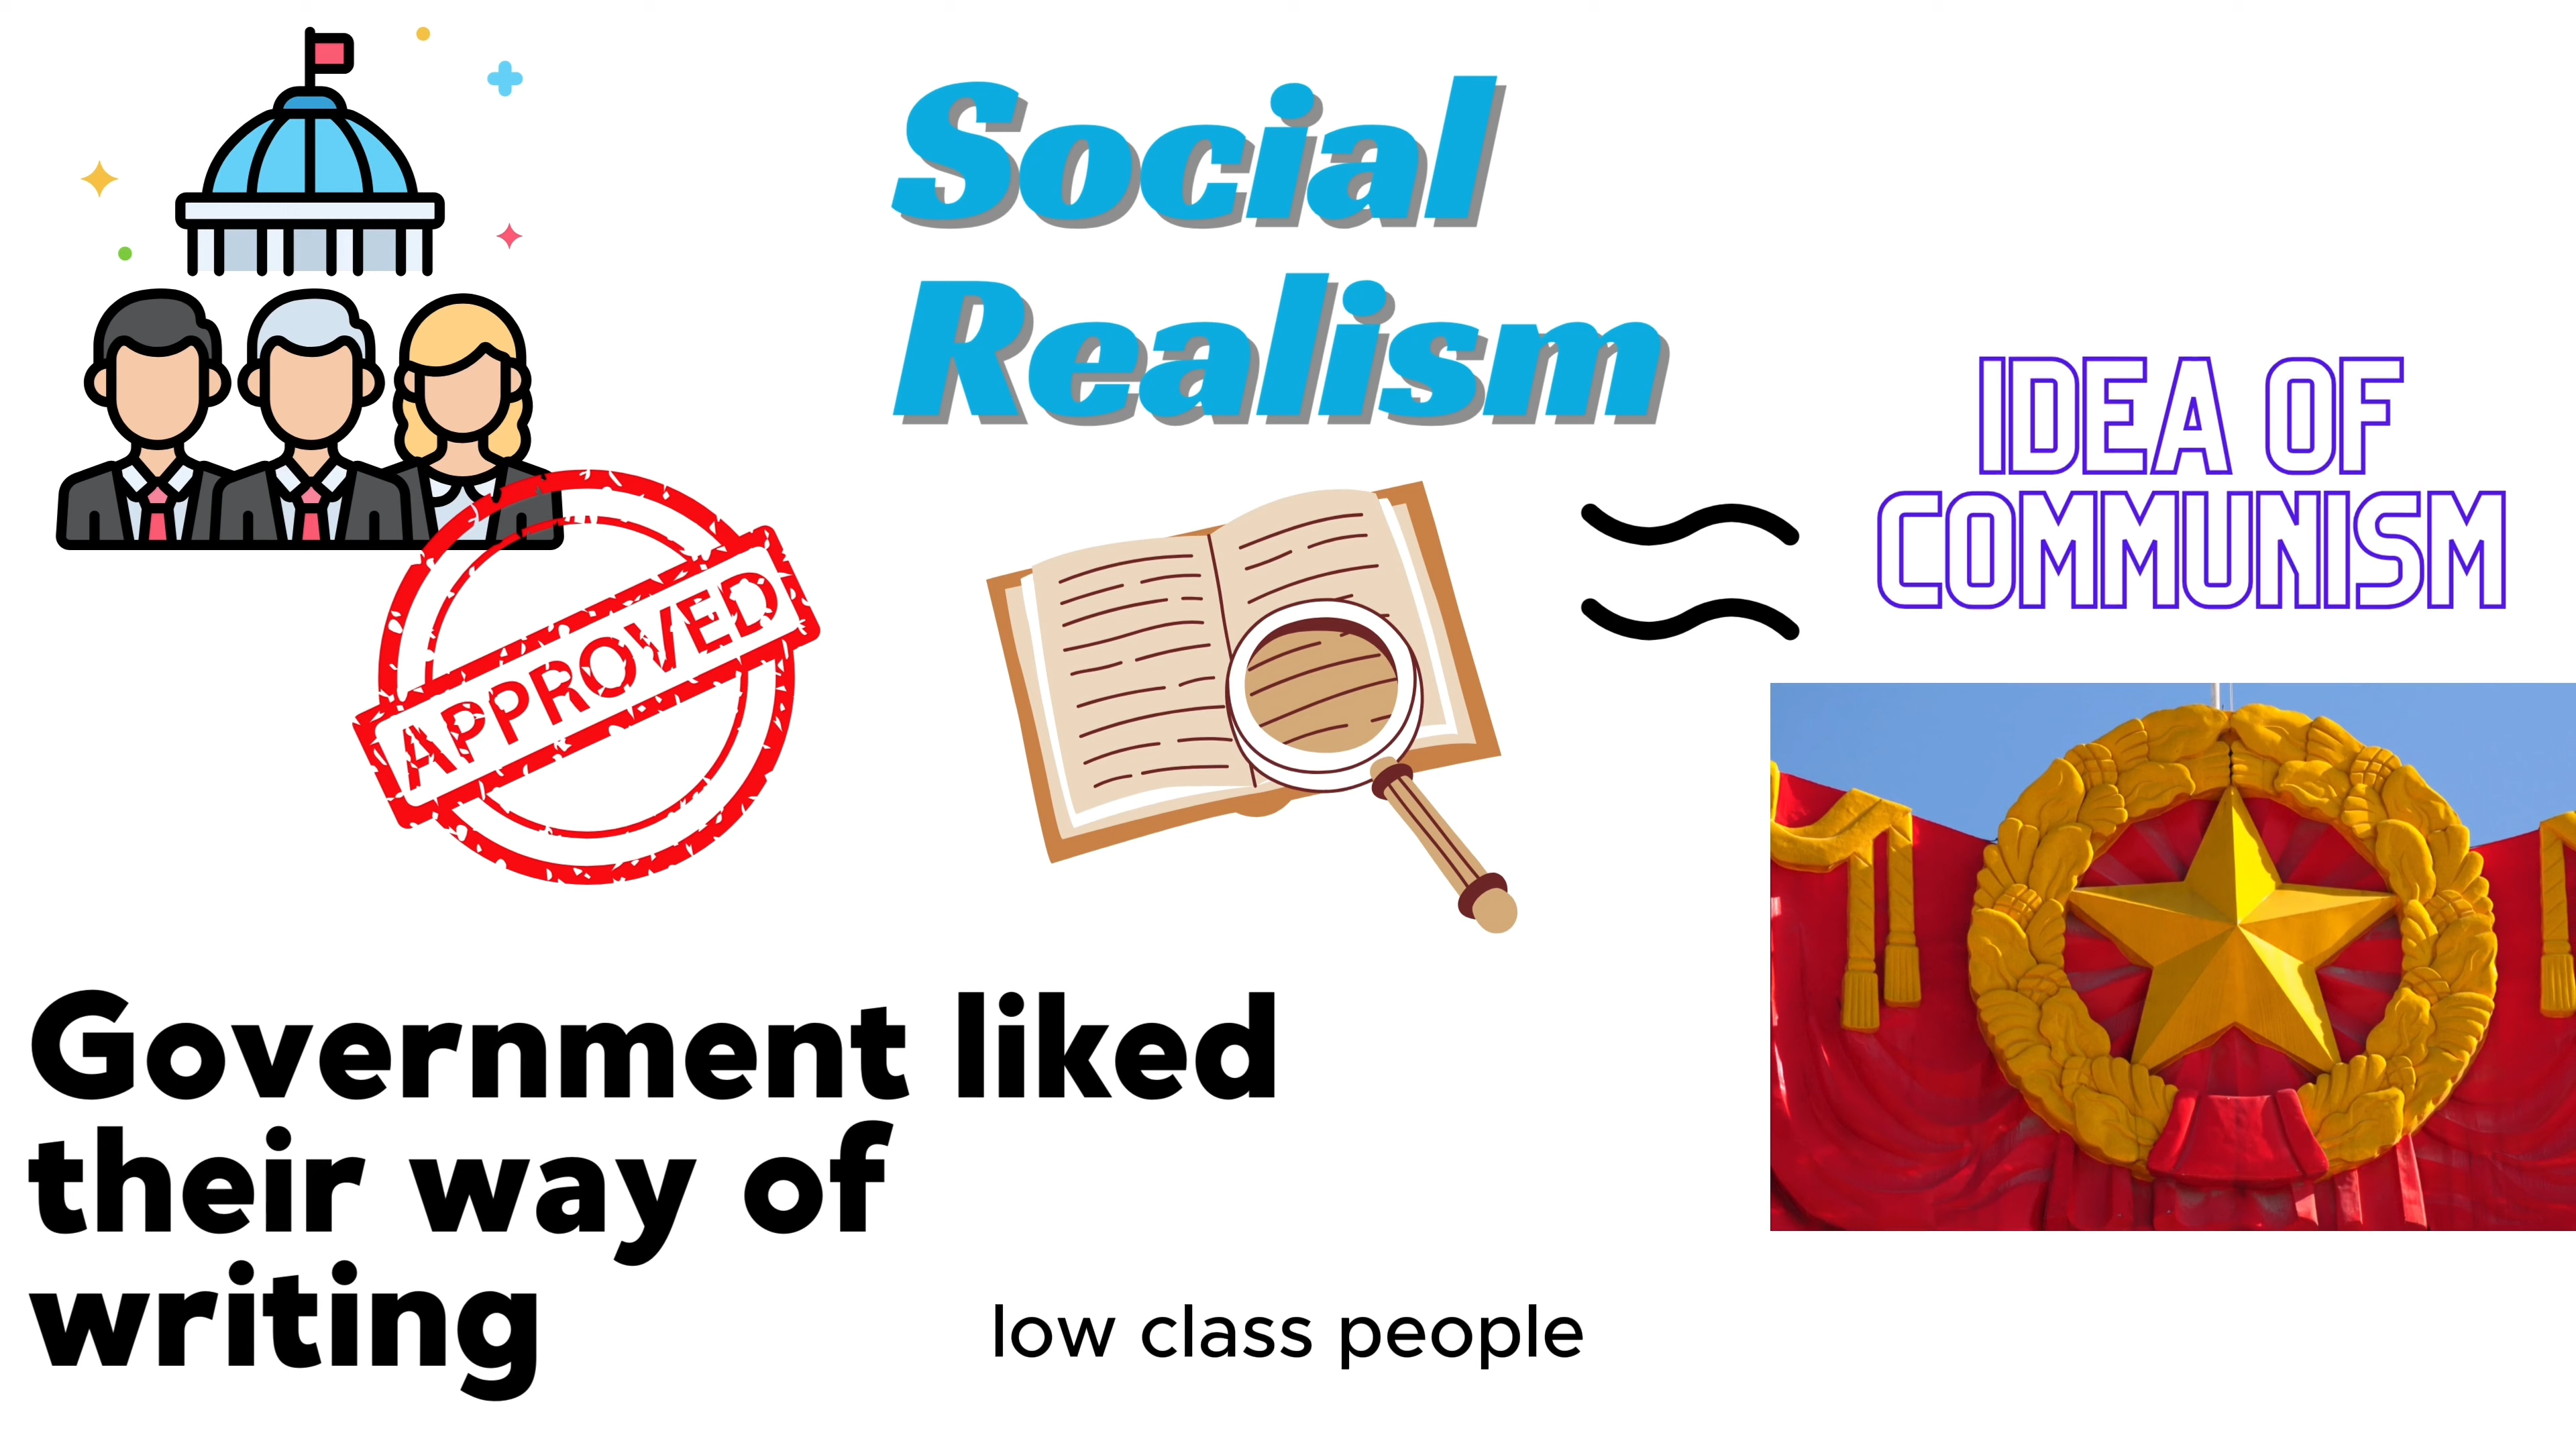 Social
Realism
IDEA OF
COMMUNISM
APPROVED
Government liked
their way of
writing
low class people